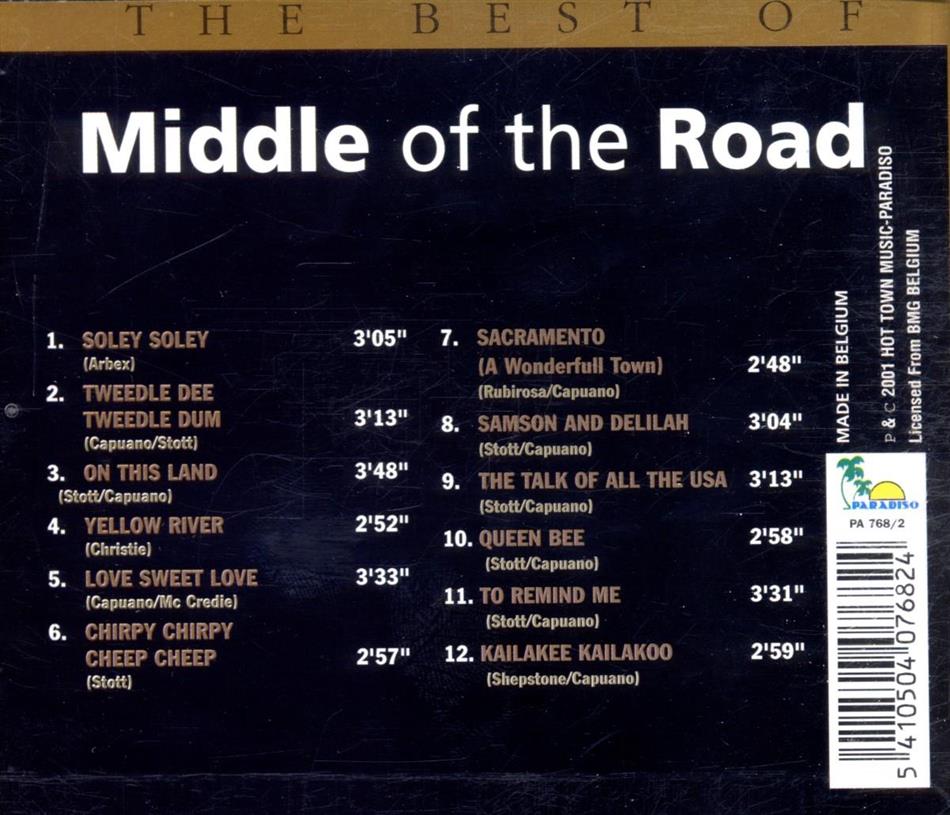 THE BEST OF
Middle of the Road
1. SOLEY SOLEY 3'05"
(Arbex)
2. TWEEDLE DEE
TWEEDLE DUM 3'13"
(Capuano/Stott)
3. ON THIS LAND 3'48"
(Stott/Capuano)
4. YELLOW RIVER 2'52"
(Christie)
5. LOVE SWEET LOVE 3'33"
(Capuano/Mc Credie)
6. CHIRPY CHIRPY
CHEEP CHEEP 2'57"
(Stott)
7. SACRAMENTO
(A Wonderfull Town) 2'48"
(Rubirosa/Capuano)
8. SAMSON AND DELILAH 3'04"
(Stott/Capuano)
9. THE TALK OF ALL THE USA 3'13"
(Stott/Capuano)
10. QUEEN BEE 2'58"
(Stott/Capuano)
11. TO REMIND ME 3'31"
(Stott/Capuano)
12. KAILAKEE KAILAKOO 2'59"
(Shepstone/Capuano)
MADE IN BELGIUM
P & C 2001 HOT TOWN MUSIC-PARADISO
Licensed From BMG BELGIUM
PARADISO
PA 768/2
5 410504 076824